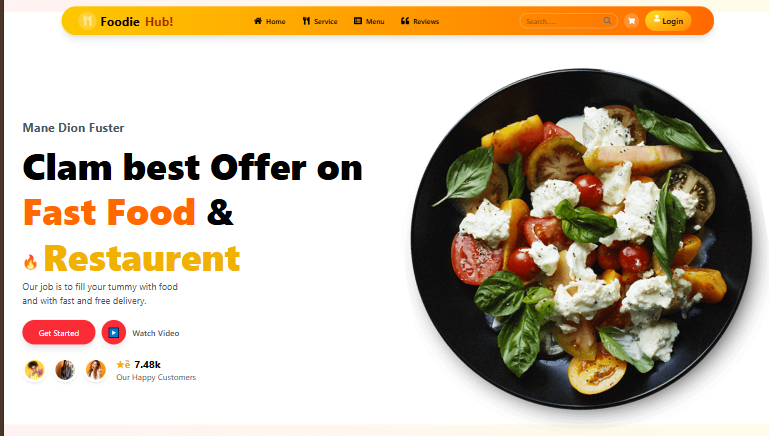 Foodie Hub!
Home
Service
Menu
Reviews
Search.....
Login
Mane Dion Fuster
Clam best Offer on
Fast Food &
Restaurent
Our job is to fill your tummy with food
and with fast and free delivery.
Get Started
Watch Video
7.48k
Our Happy Customers